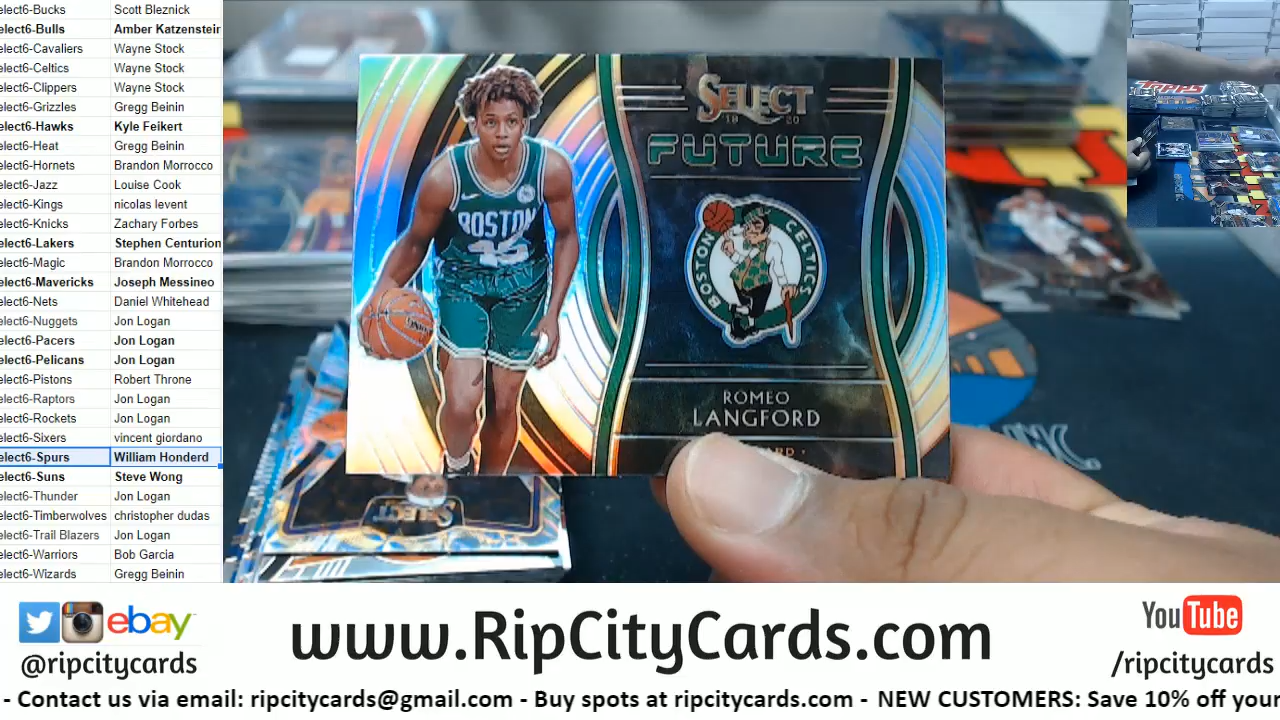 elect6-Bucks Scott Bleznick
elect6-Bulls Amber Katzenstein
elect6-Cavaliers Wayne Stock
elect6-Celtics Wayne Stock
elect6-Clippers Wayne Stock
elect6-Grizzles Gregg Beinin
elect6-Hawks Kyle Feikert
elect6-Heat Gregg Beinin
elect6-Hornets Brandon Morrocco
elect6-Jazz Louise Cook
elect6-Kings nicolas levent
elect6-Knicks Zachary Forbes
elect6-Lakers Stephen Centurion
elect6-Magic Brandon Morrocco
elect6-Mavericks Joseph Messineo
elect6-Nets Daniel Whitehead
elect6-Nuggets Jon Logan
elect6-Pacers Jon Logan
elect6-Pelicans Jon Logan
elect6-Pistons Robert Throne
elect6-Raptors Jon Logan
elect6-Rockets Jon Logan
elect6-Sixers vincent giordano
elect6-Spurs William Honderd
elect6-Suns Steve Wong
elect6-Thunder Jon Logan
elect6-Timberwolves christopher dudas
elect6-Trail Blazers Jon Logan
elect6-Warriors Bob Garcia
elect6-Wizards Gregg Beinin
SELECT
19 20
FUTURE
BOSTON CELTICS
BOSTON
45
ROMEO
LANGFORD
SELECT
ebay
@ripcitycards
www.RipCityCards.com
YouTube
/ripcitycards
- Contact us via email: ripcitycards@gmail.com - Buy spots at ripcitycards.com - NEW CUSTOMERS: Save 10% off your